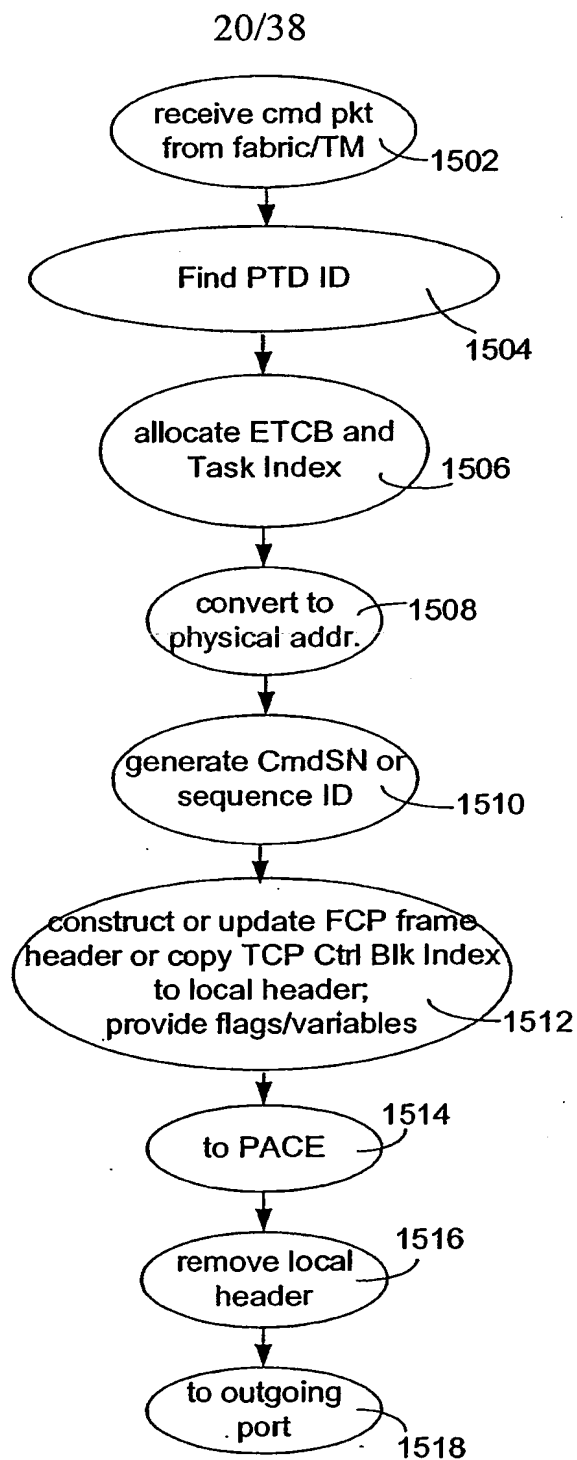 20/38
receive cmd pkt
from fabric/TM
1502
Find PTD ID
1504
allocate ETCB and
Task Index
1506
convert to
physical addr.
1508
generate CmdSN or
sequence ID
1510
construct or update FCP frame
header or copy TCP Ctrl Blk Index
to local header;
provide flags/variables
1512
to PACE
1514
remove local
header
1516
to outgoing
port
1518